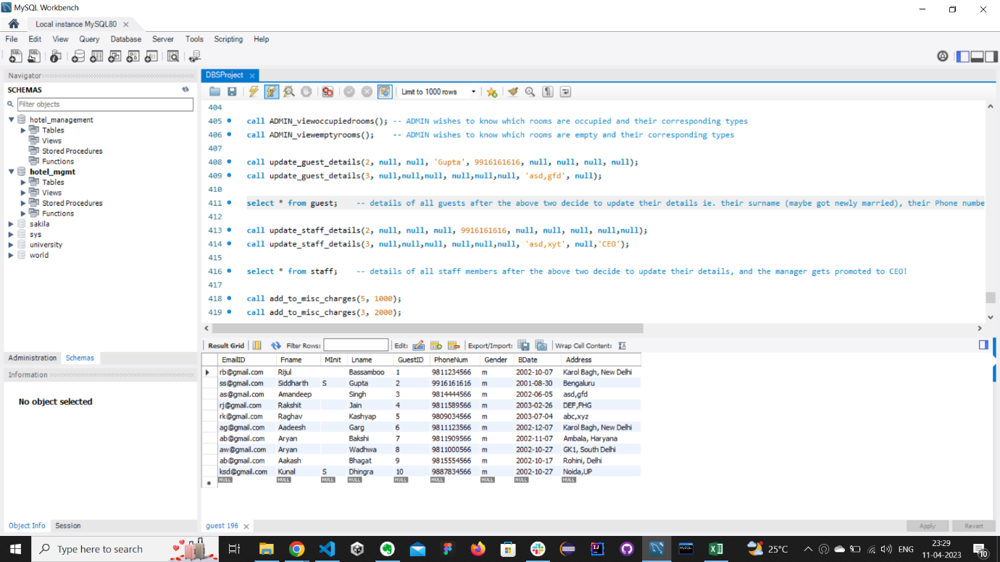 MySQL Workbench
Local instance MySQL80
File Edit View Query Database Server Tools Scripting Help
Navigator
SCHEMAS
Filter objects
hotel_management
Tables
Views
Stored Procedures
Functions
hotel_mgmt
Tables
Views
Stored Procedures
Functions
sakila
sys
university
world
Administration Schemas
Information
No object selected
Object Info Session
DBSProject
Limit to 1000 rows
404
405 call ADMIN_viewoccupiedrooms(); -- ADMIN wishes to know which rooms are occupied and their corresponding types
406 call ADMIN_viewemptyrooms(); -- ADMIN wishes to know which rooms are empty and their corresponding types
407
408 call update_guest_details(2, null, null, 'Gupta', 9916161616, null, null, null, null);
409 call update_guest_details(3, null,null,null, null,null,null, 'asd,gfd', null);
410
411 select * from guest; -- details of all guests after the above two decide to update their details ie. their surname (maybe got newly married), their Phone numbe
412
413 call update_staff_details(2, null, null, null, 9916161616, null, null, null, null,null);
414 call update_staff_details(3, null,null,null, null,null,null, 'asd,xyt', null,'CEO');
415
416 select * from staff; -- details of all staff members after the above two decide to update their details, and the manager gets promoted to CEO!
417
418 call add_to_misc_charges(5, 1000);
419 call add_to_misc_charges(3, 2000);
Result Grid Filter Rows: Edit: Export/Import: Wrap Cell Content:
EmailID Fname MInit Lname GuestID PhoneNum Gender BDate Address
rb@gmail.com Rijul Bassamboo 1 9811234566 m 2002-10-07 Karol Bagh, New Delhi
ss@gmail.com Siddharth S Gupta 2 9916161616 m 2001-08-30 Bengaluru
as@gmail.com Amandeep Singh 3 9814444566 m 2002-06-05 asd,gfd
rj@gmail.com Rakshit Jain 4 9811589566 m 2003-02-26 DEF,FHG
rk@gmail.com Raghav Kashyap 5 9809034566 m 2003-07-04 abc,xyz
ag@gmail.com Aadeesh Garg 6 9811123566 m 2002-12-07 Karol Bagh, New Delhi
ab@gmail.com Aryan Bakshi 7 9811909566 m 2002-11-07 Ambala, Haryana
aw@gmail.com Aryan Wadhwa 8 9811000566 m 2002-10-27 GK1, South Delhi
ab@gmail.com Aakash Bhagat 9 9815554566 m 2002-10-17 Rohini, Delhi
ksd@gmail.com Kunal S Dhingra 10 9887834566 m 2002-10-27 Noida,UP
NULL NULL NULL NULL NULL NULL NULL NULL NULL
guest 196
Apply Revert
Type here to search
25°C
ENG
23:29
11-04-2023
10